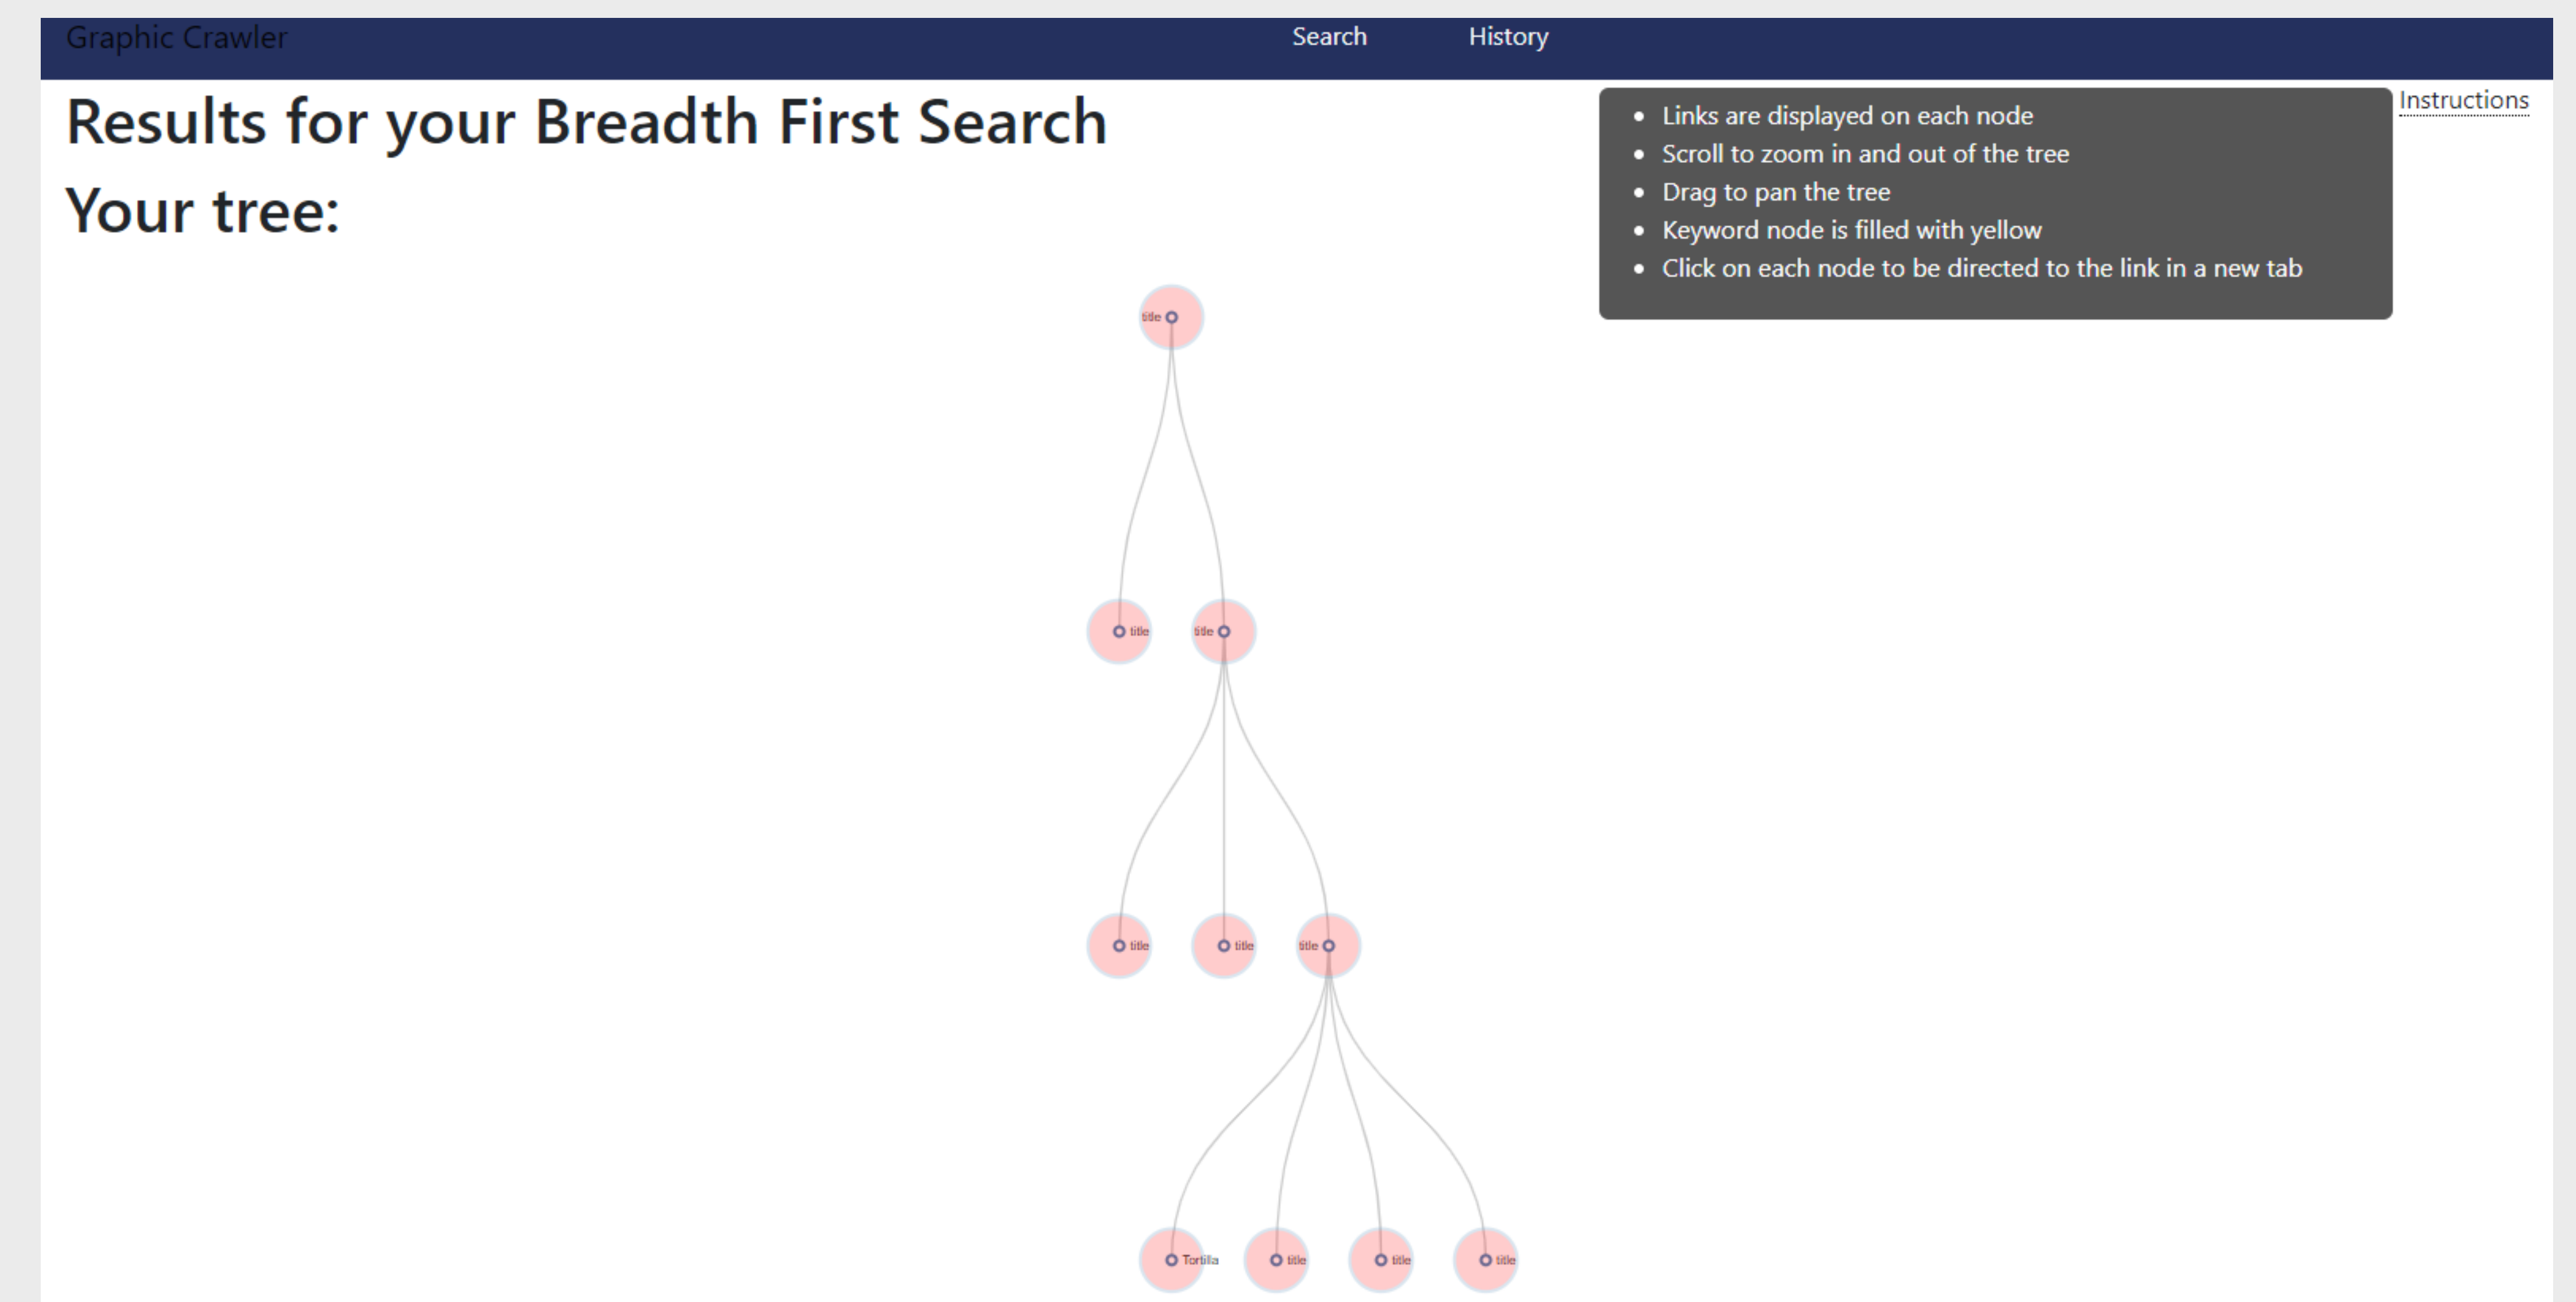 Graphic Crawler
Search
History
Results for your Breadth First Search
Your tree:
Links are displayed on each node
Scroll to zoom in and out of the tree
Drag to pan the tree
Keyword node is filled with yellow
Click on each node to be directed to the link in a new tab
Instructions
title
title
title
title
title
title
Tortilla
title
title
title